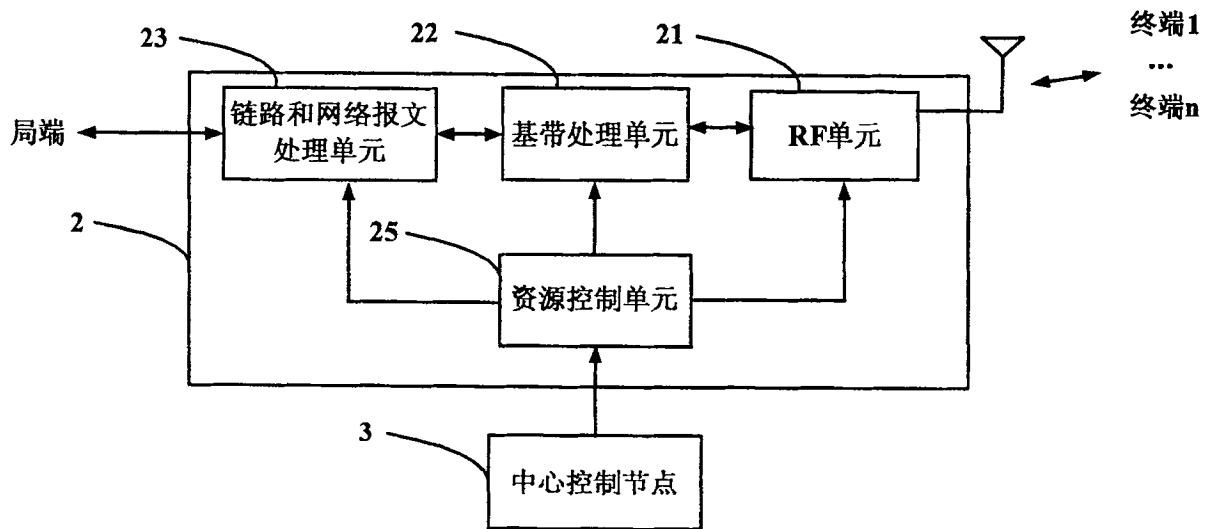 23
22
21
终端1
...
终端n
局端
链路和网络报文
处理单元
基带处理单元
RF单元
2
25
资源控制单元
3
中心控制节点